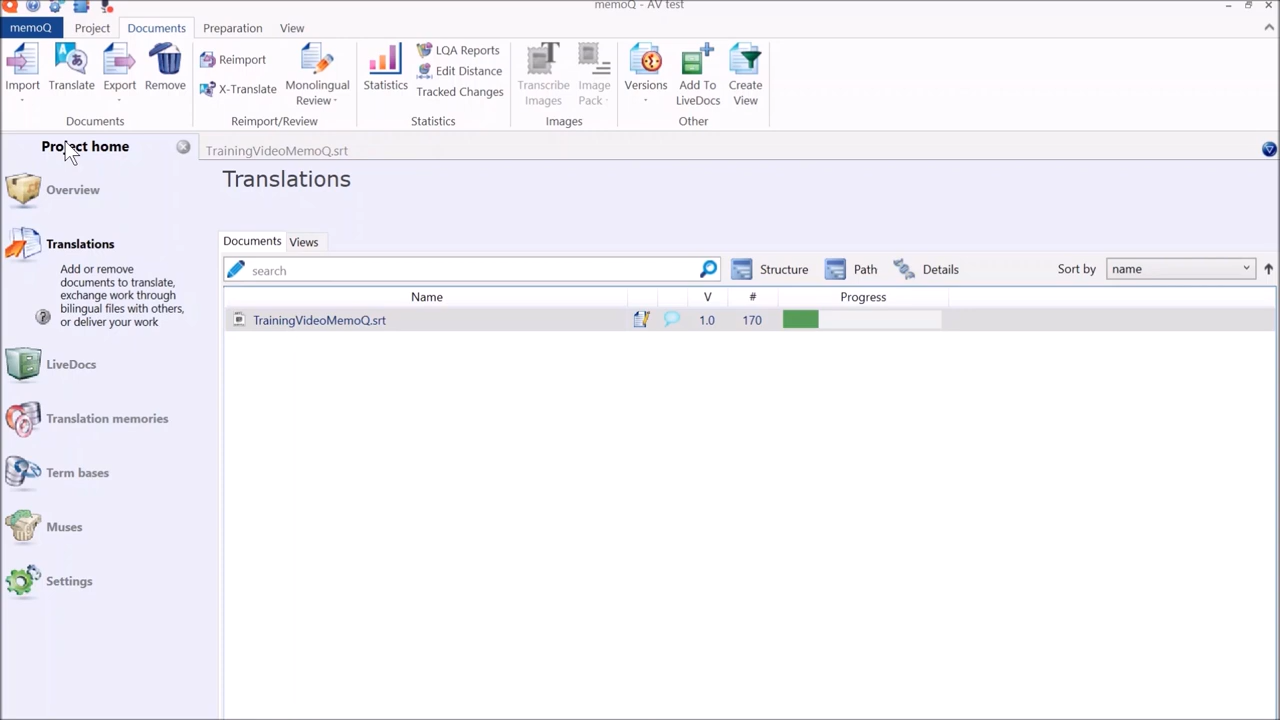 memoQ - AV test
memoQ Project Documents Preparation View
Import Translate Export Remove
Documents
Reimport
X-Translate
Monolingual
Review
Reimport/Review
Statistics
LQA Reports
Edit Distance
Tracked Changes
Statistics
Transcribe
Images
Image
Pack
Images
Versions
Add To
LiveDocs
Create
View
Other
Project home
Overview
Translations
Add or remove
documents to translate,
exchange work through
bilingual files with others,
or deliver your work
LiveDocs
Translation memories
Term bases
Muses
Settings
TrainingVideoMemoQ.srt
Translations
Documents Views
search Structure Path Details Sort by name
Name V # Progress
TrainingVideoMemoQ.srt 1.0 170